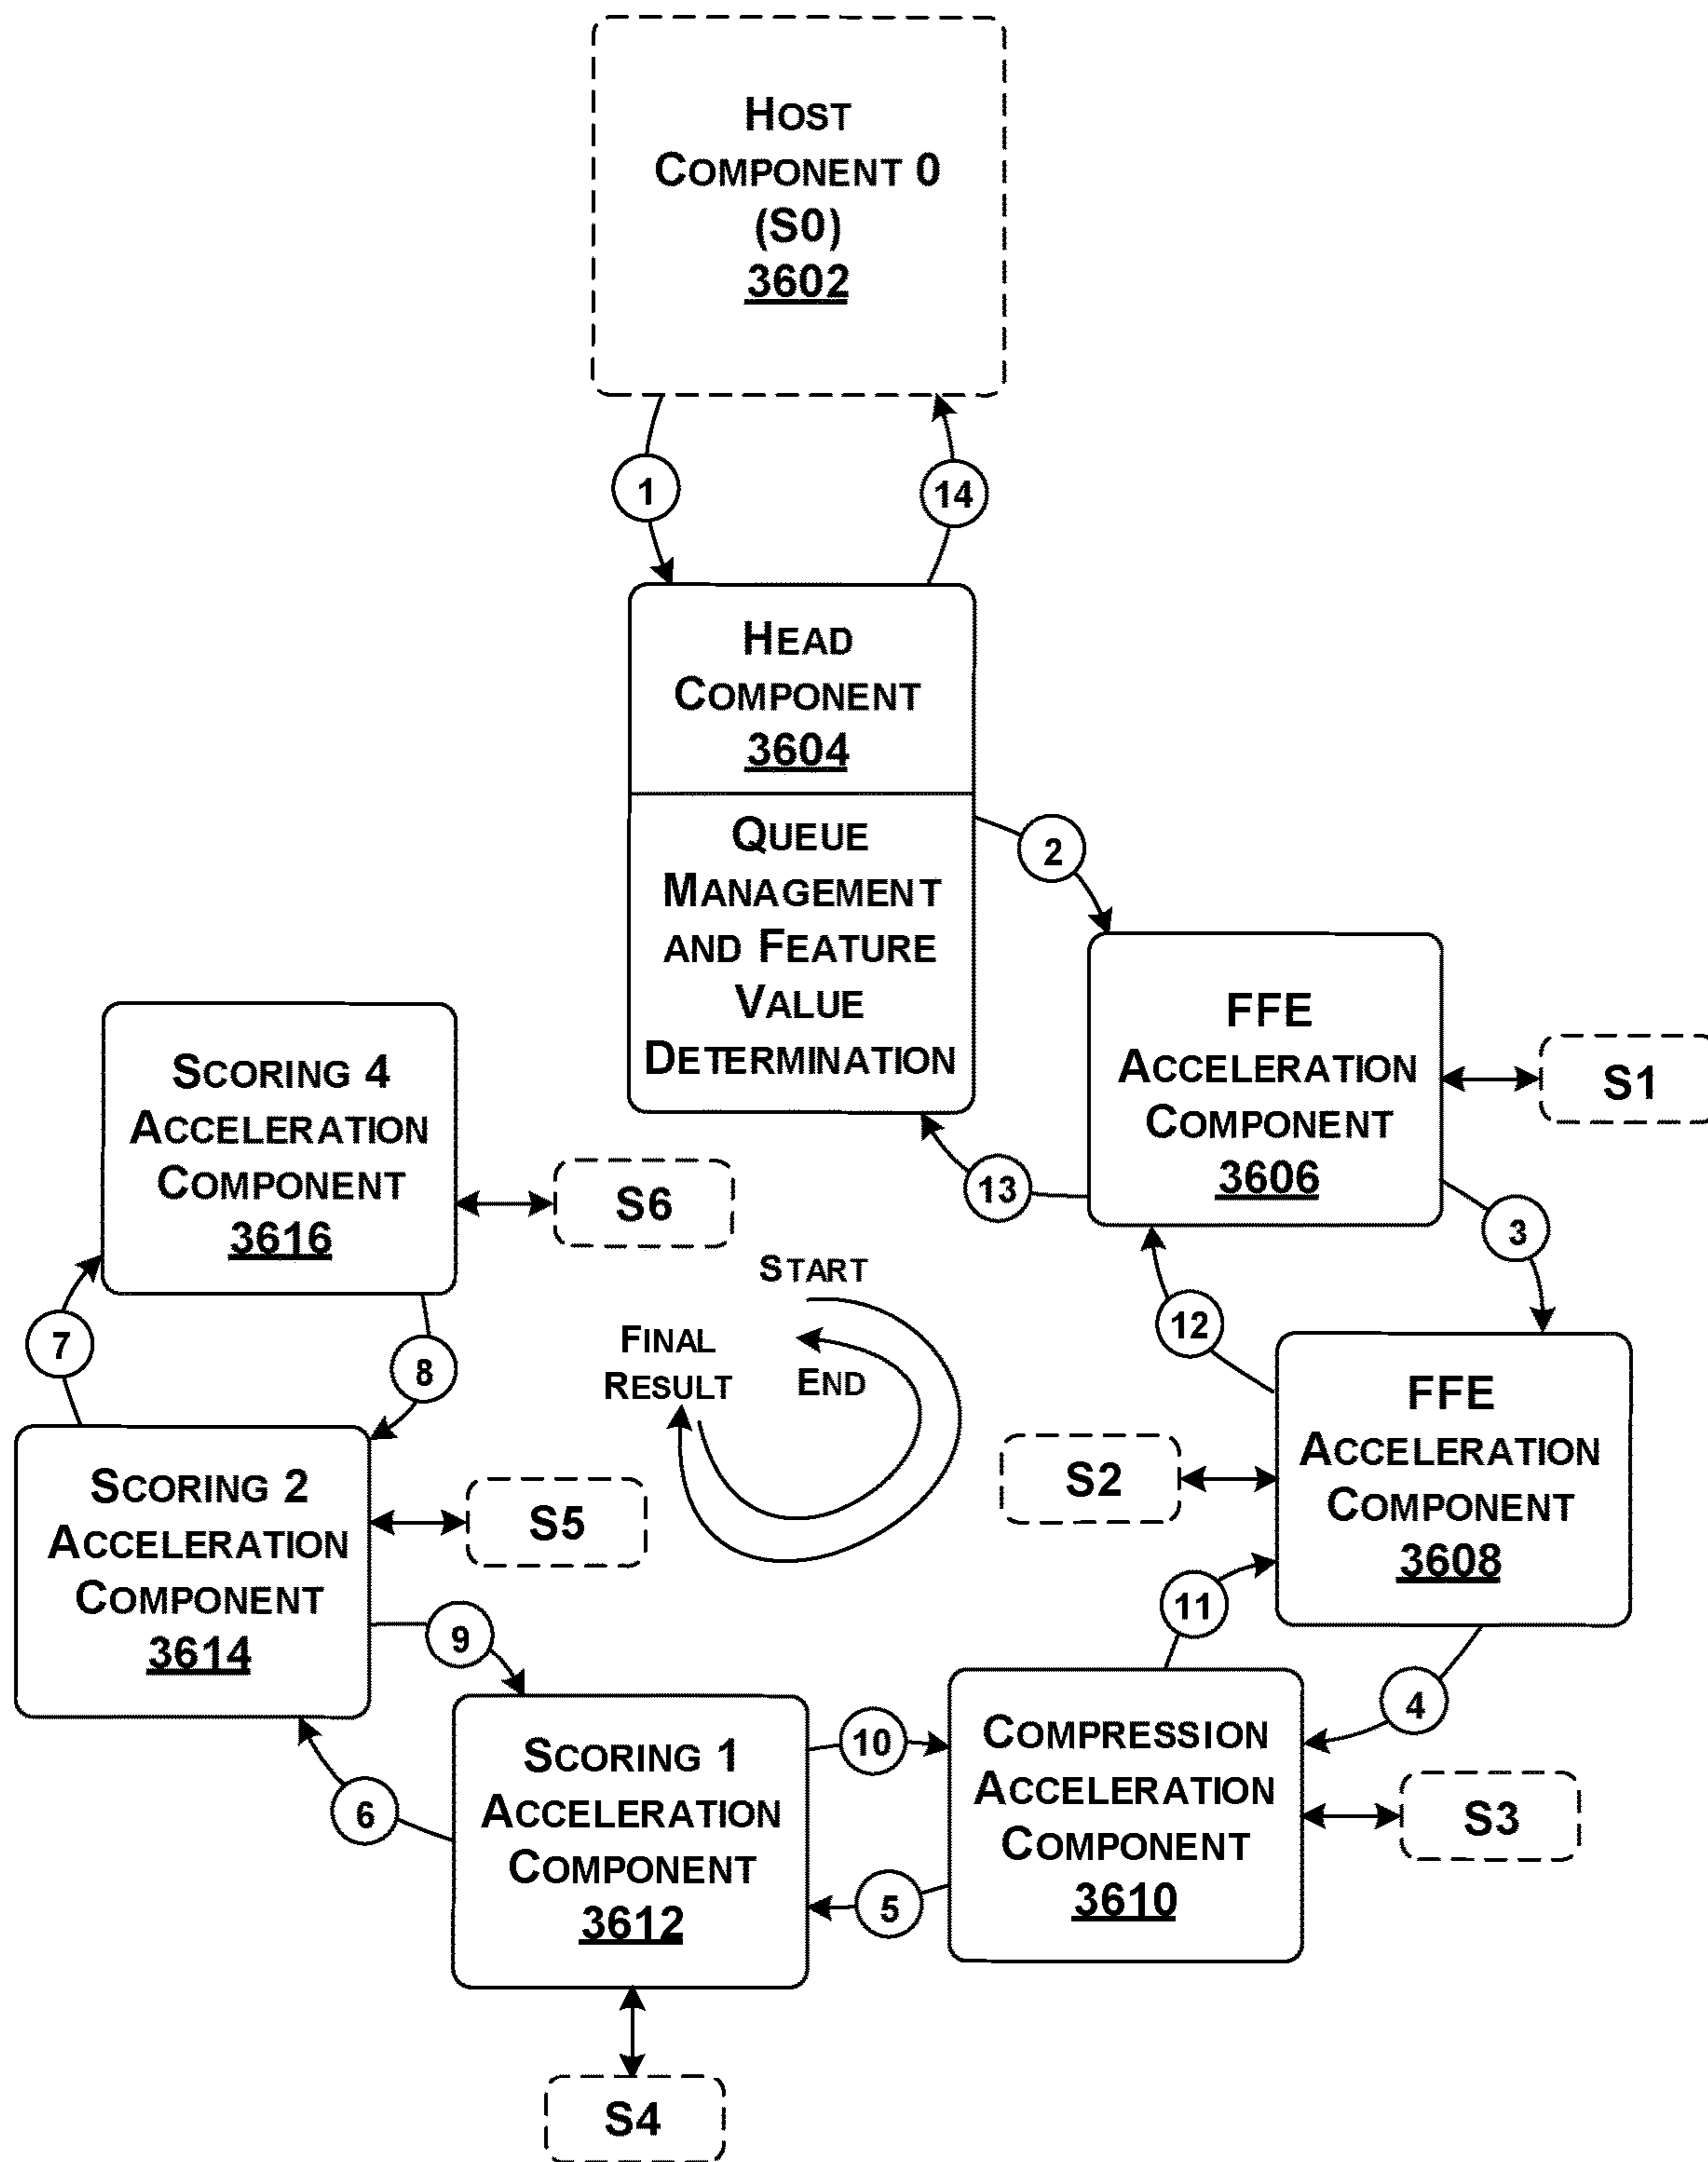 HOST
COMPONENT 0
(S0)
3602
1
14
HEAD
COMPONENT
3604
QUEUE
MANAGEMENT
AND FEATURE
VALUE
DETERMINATION
2
FFE
ACCELERATION
COMPONENT
3606
S1
13
3
12
SCORING 4
ACCELERATION
COMPONENT
3616
S6
START
FINAL
RESULT
END
7
8
FFE
ACCELERATION
COMPONENT
3608
S2
SCORING 2
ACCELERATION
COMPONENT
3614
S5
9
11
4
6
SCORING 1
ACCELERATION
COMPONENT
3612
10
5
COMPRESSION
ACCELERATION
COMPONENT
3610
S3
S4